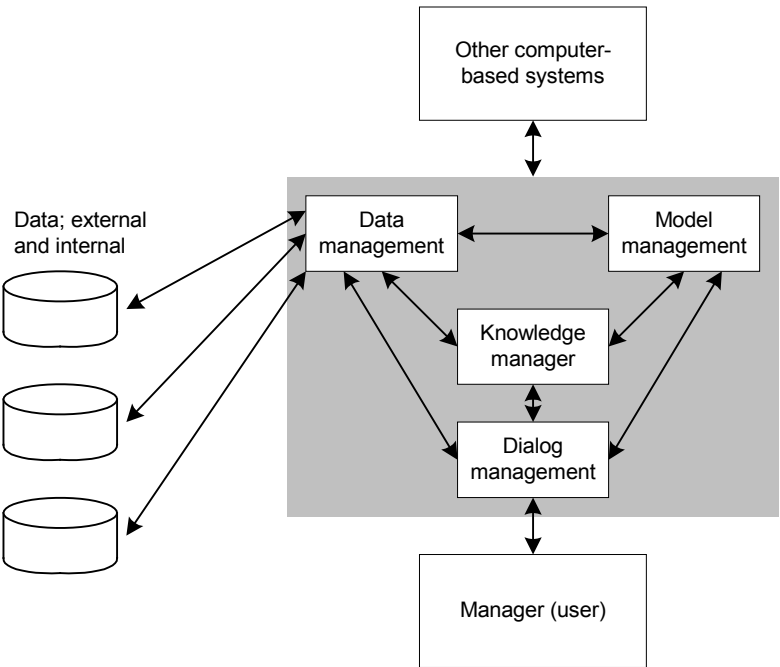 Other computer-
based systems
Data; external
and internal
Data
management
Model
management
Knowledge
manager
Dialog
management
Manager (user)